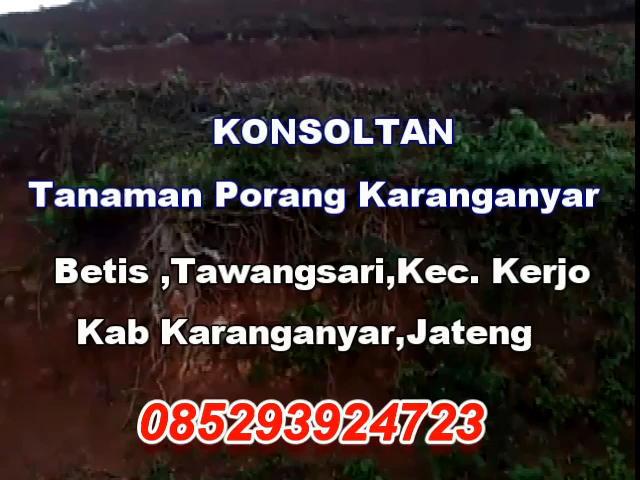 KONSOLTAN
Tanaman Porang Karanganyar
Betis ,Tawangsari,Kec. Kerjo
Kab Karanganyar,Jateng
085293924723